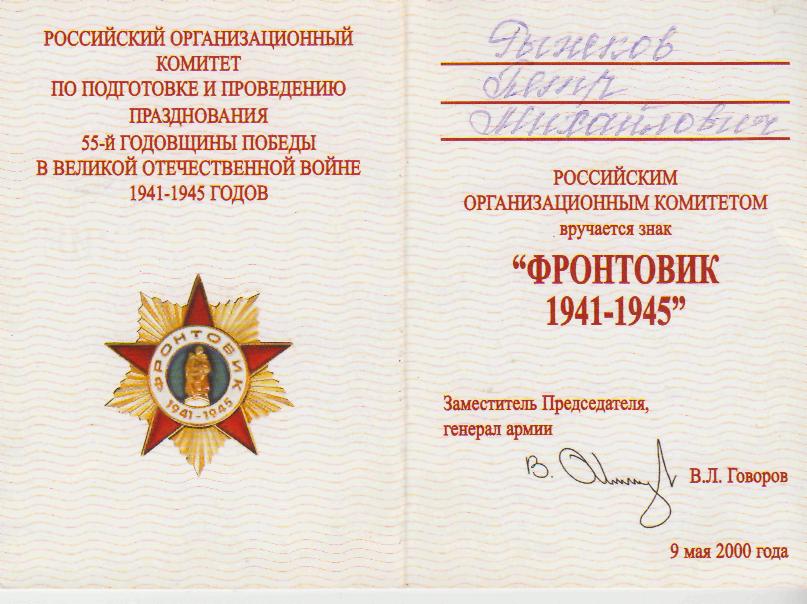 РОССИЙСКИЙ ОРГАНИЗАЦИОННЫЙ
КОМИТЕТ
ПО ПОДГОТОВКЕ И ПРОВЕДЕНИЮ
ПРАЗДНОВАНИЯ
55-й ГОДОВЩИНЫ ПОБЕДЫ
В ВЕЛИКОЙ ОТЕЧЕСТВЕННОЙ ВОЙНЕ
1941-1945 ГОДОВ
ФРОНТОВИК
1941-1945
Рыжков
Петр
Михайлович
РОССИЙСКИМ
ОРГАНИЗАЦИОННЫМ КОМИТЕТОМ
вручается знак
“ФРОНТОВИК
1941-1945”
Заместитель Председателя,
генерал армии
В.Л. Говоров
9 мая 2000 года